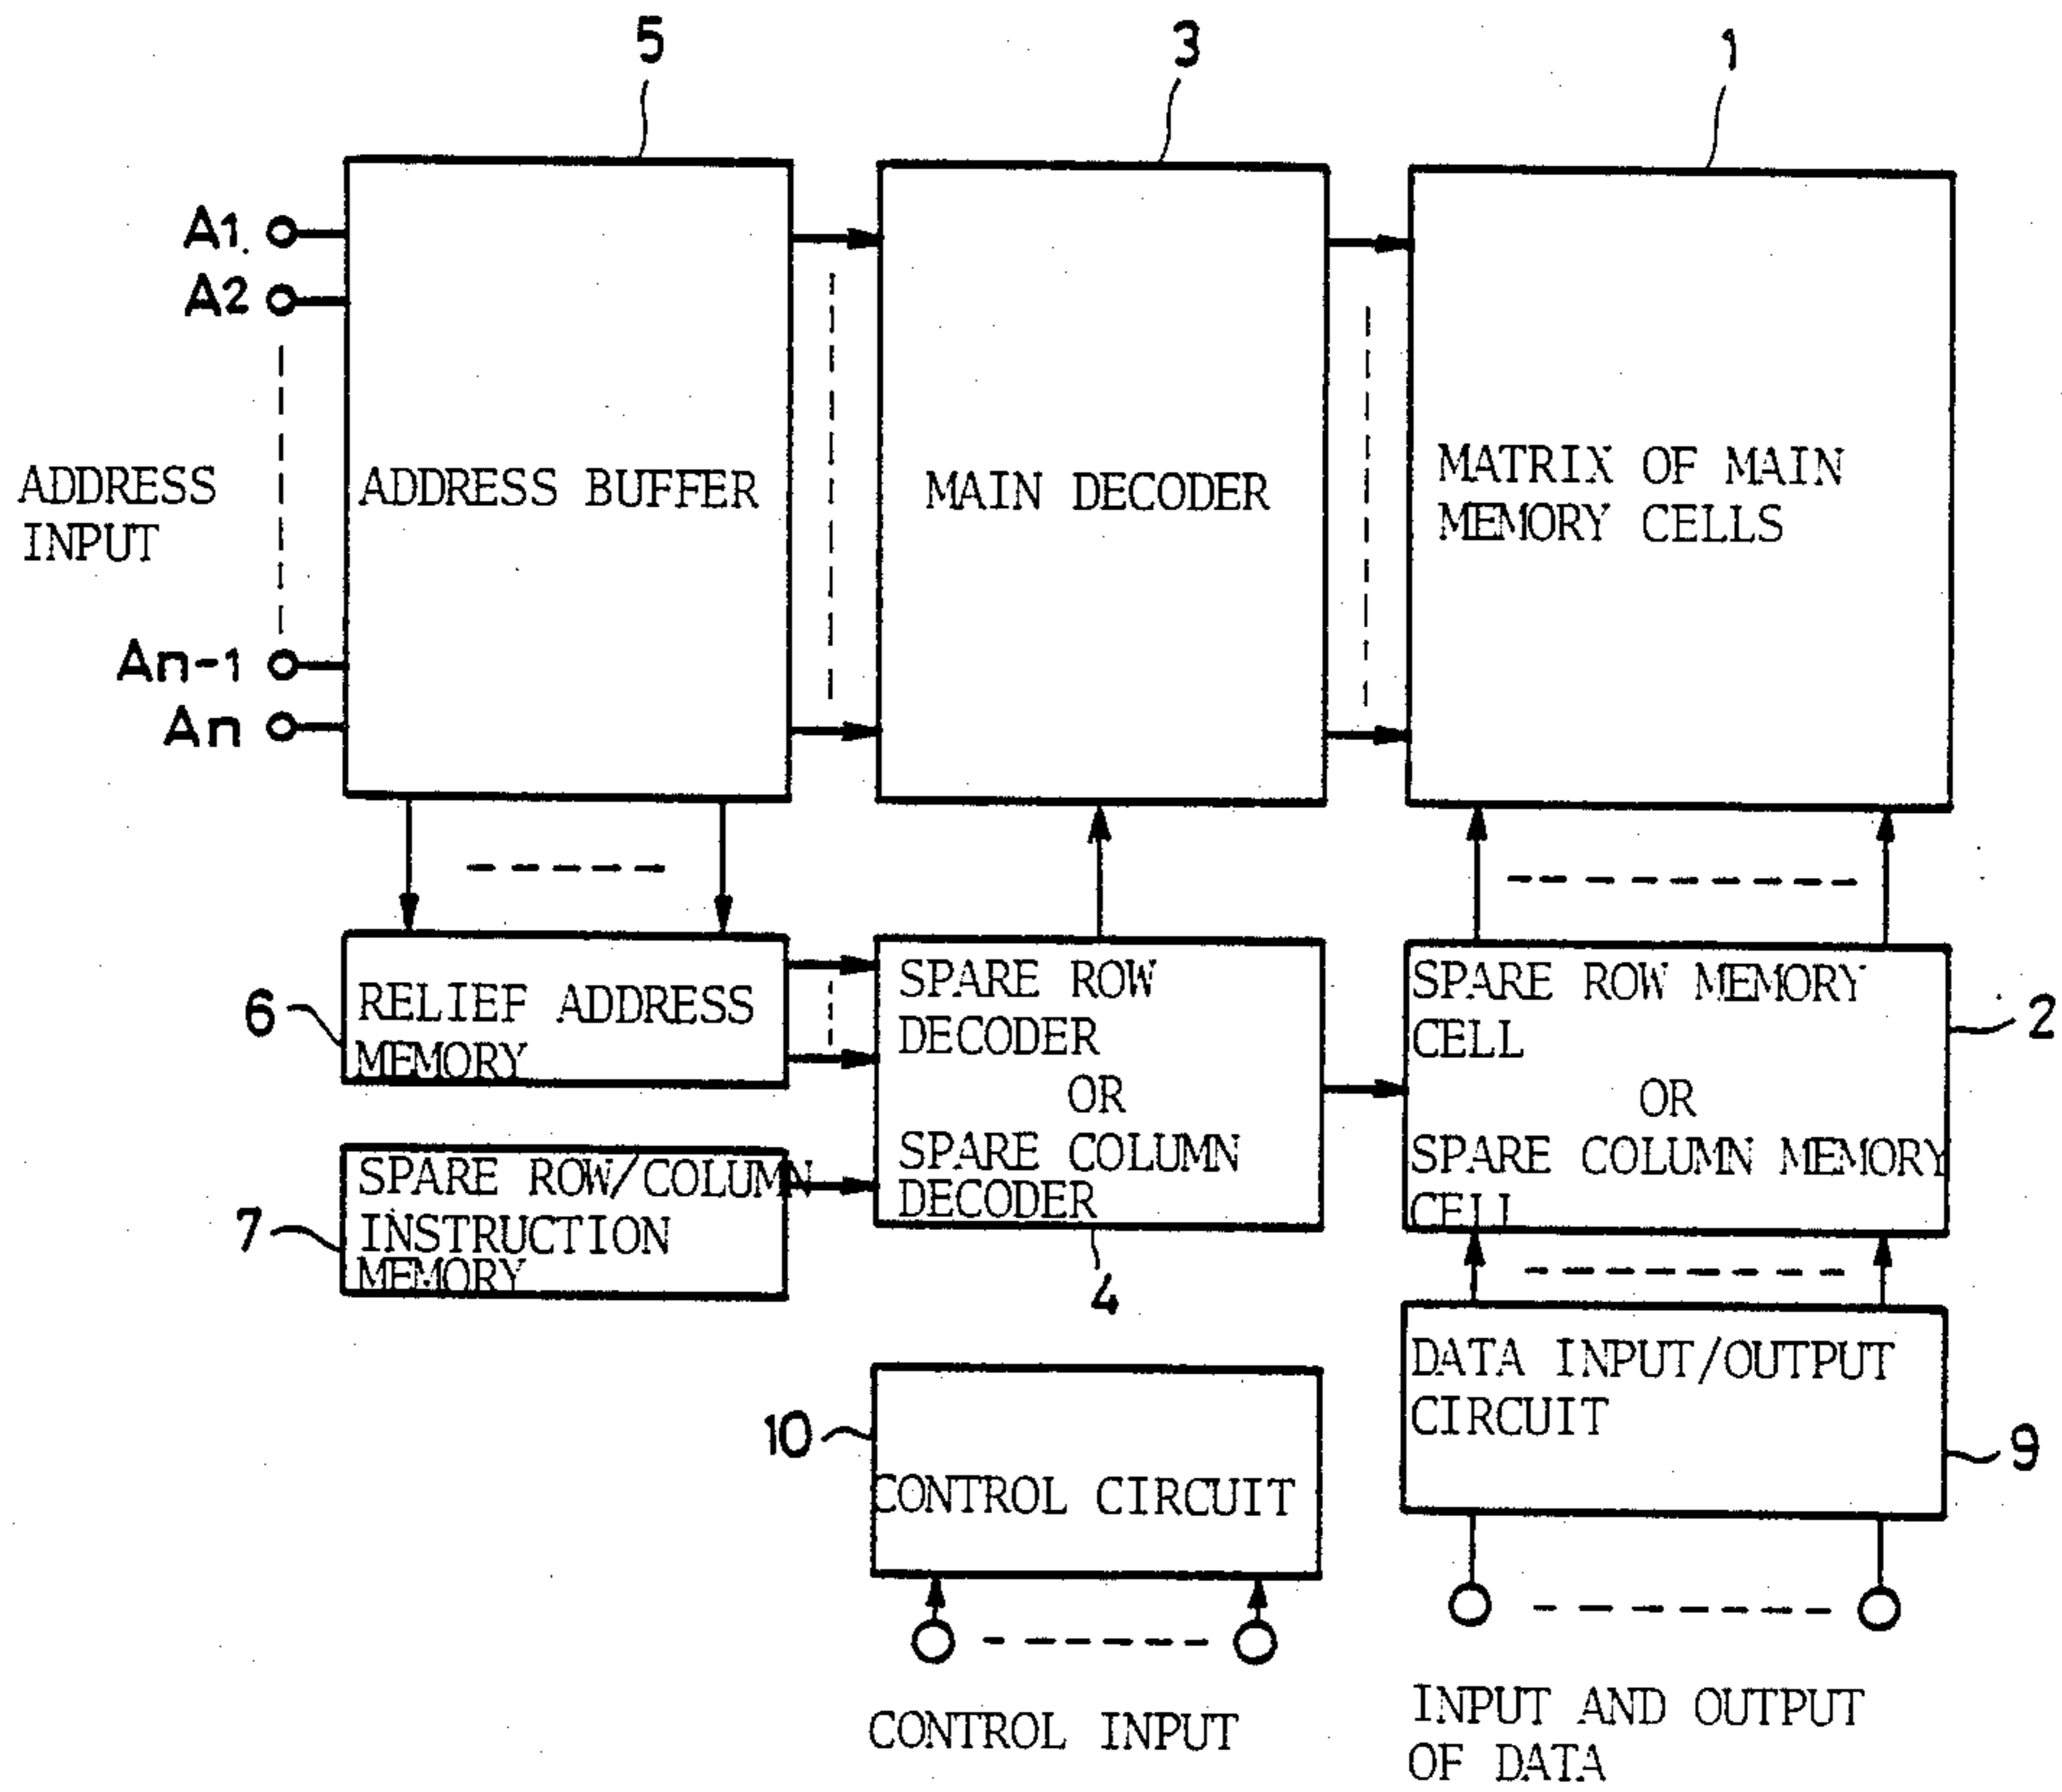 5
3
1
A1
A2
ADDRESS
INPUT
An-1
An
ADDRESS BUFFER
MAIN DECODER
MATRIX OF MAIN
MEMORY CELLS
6
RELIEF ADDRESS
MEMORY
SPARE ROW
DECODER
OR
SPARE COLUMN
DECODER
SPARE ROW MEMORY
CELL
OR
SPARE COLUMN MEMORY
CELL
2
7
SPARE ROW/COLUMN
INSTRUCTION
MEMORY
4
10
CONTROL CIRCUIT
DATA INPUT/OUTPUT
CIRCUIT
9
CONTROL INPUT
INPUT AND OUTPUT
OF DATA